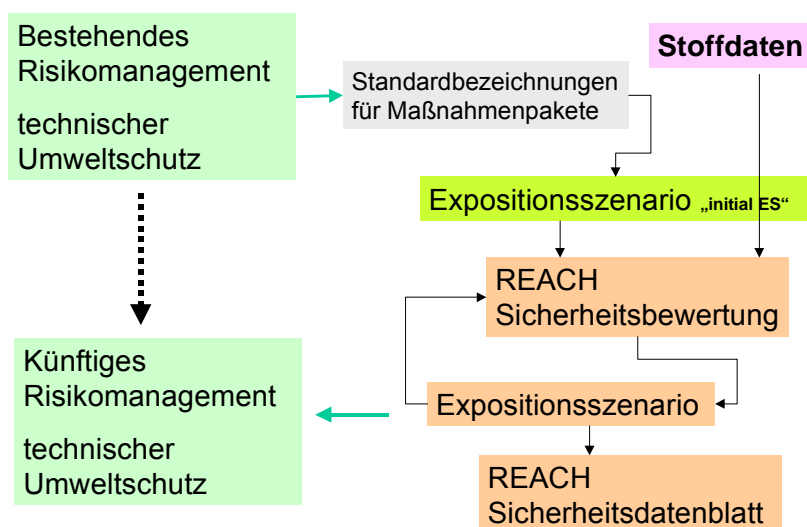 Bestehendes
Risikomanagement
technischer
Umweltschutz
Standardbezeichnungen
für Maßnahmenpakete
Stoffdaten
Expositionsszenario „initial ES“
REACH
Sicherheitsbewertung
Künftiges
Risikomanagement
technischer
Umweltschutz
Expositionsszenario
REACH
Sicherheitsdatenblatt